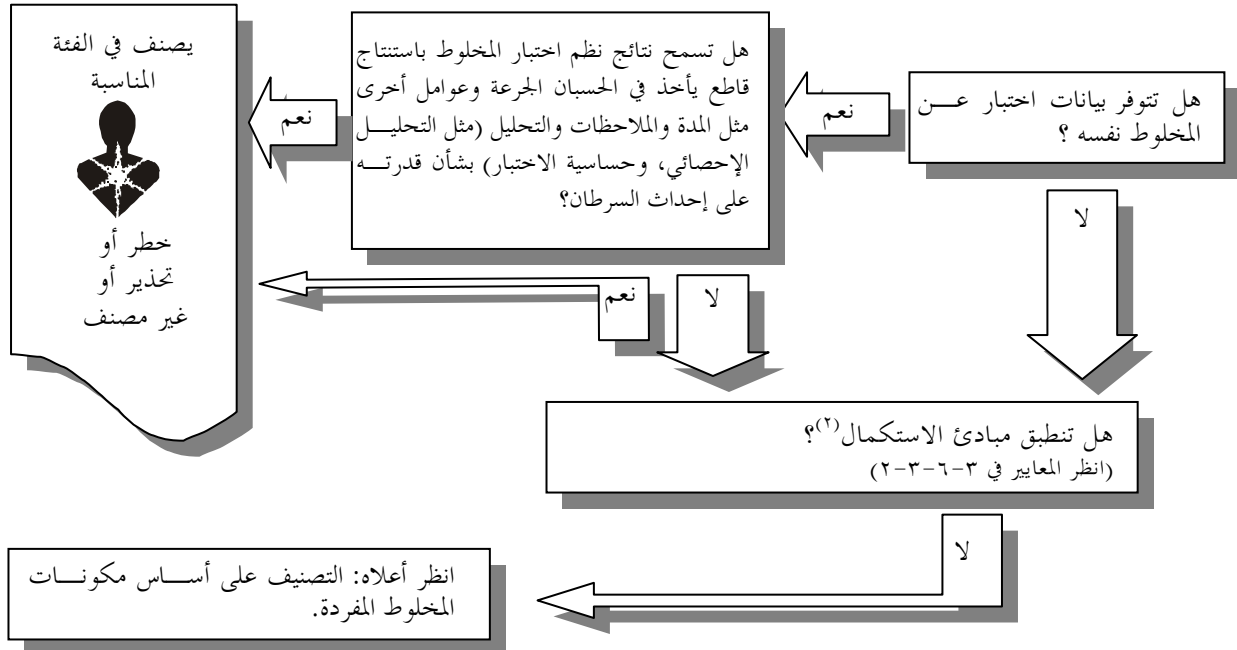 هل تتوفر بيانات اختبار عن
المخلوط نفسه ؟
نعم
هل تسمح نتائج نظم اختبار المخلوط باستنتاج
قاطع يأخذ في الحسبان الجرعة وعوامل أخرى
مثل المدة والملاحظات والتحليل (مثل التحليل
الإحصائي، وحساسية الاختبار) بشأن قدرته
على إحداث السرطان؟
نعم
يصنف في الفئة
المناسبة
خطر أو
تحذير أو
غير مصنف
لا
لا
نعم
هل تنطبق مبادئ الاستكمال(٢)؟
(انظر المعايير في ٣-٦-٣-٢)
لا
انظر أعلاه: التصنيف على أساس مكونات
المخلوط المفردة.